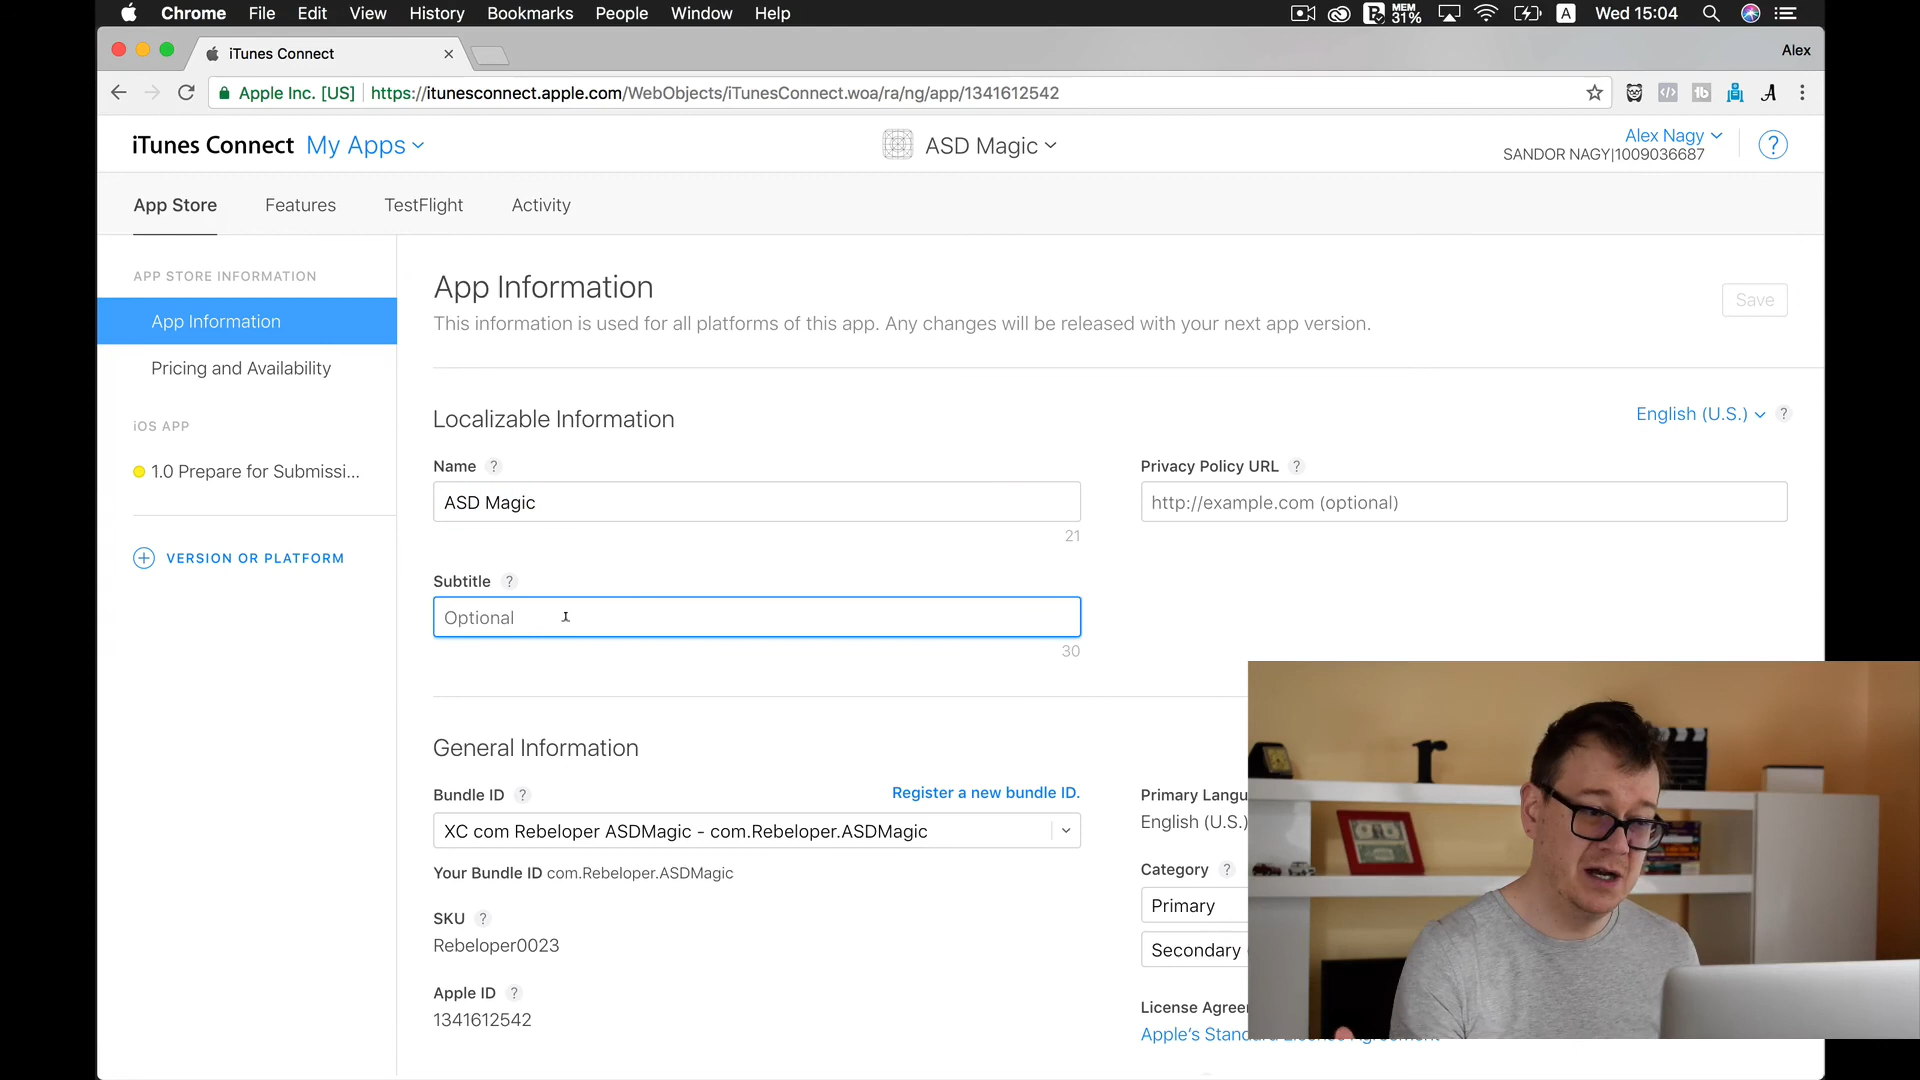 Chrome File Edit View History Bookmarks People Window Help MEM 31% A Wed 15:04
iTunes Connect Alex
Apple Inc. [US] https://itunesconnect.apple.com/WebObjects/iTunesConnect.woa/ra/ng/app/1341612542
iTunes Connect My Apps ASD Magic Alex Nagy ?
SANDOR NAGY|1009036687
App Store Features TestFlight Activity
APP STORE INFORMATION
App Information
Pricing and Availability
iOS APP
1.0 Prepare for Submissi...
VERSION OR PLATFORM
App Information
Save
This information is used for all platforms of this app. Any changes will be released with your next app version.
Localizable Information
English (U.S.) ?
Name ?
ASD Magic
21
Privacy Policy URL ?
http://example.com (optional)
Subtitle ?
Optional
30
General Information
Bundle ID ? Register a new bundle ID.
XC com Rebeloper ASDMagic - com.Rebeloper.ASDMagic
Your Bundle ID com.Rebeloper.ASDMagic
SKU ?
Rebeloper0023
Apple ID ?
1341612542
Primary Langu
English (U.S.)
Category ?
Primary
Secondary
License Agree
Apple's Standard License Agreement